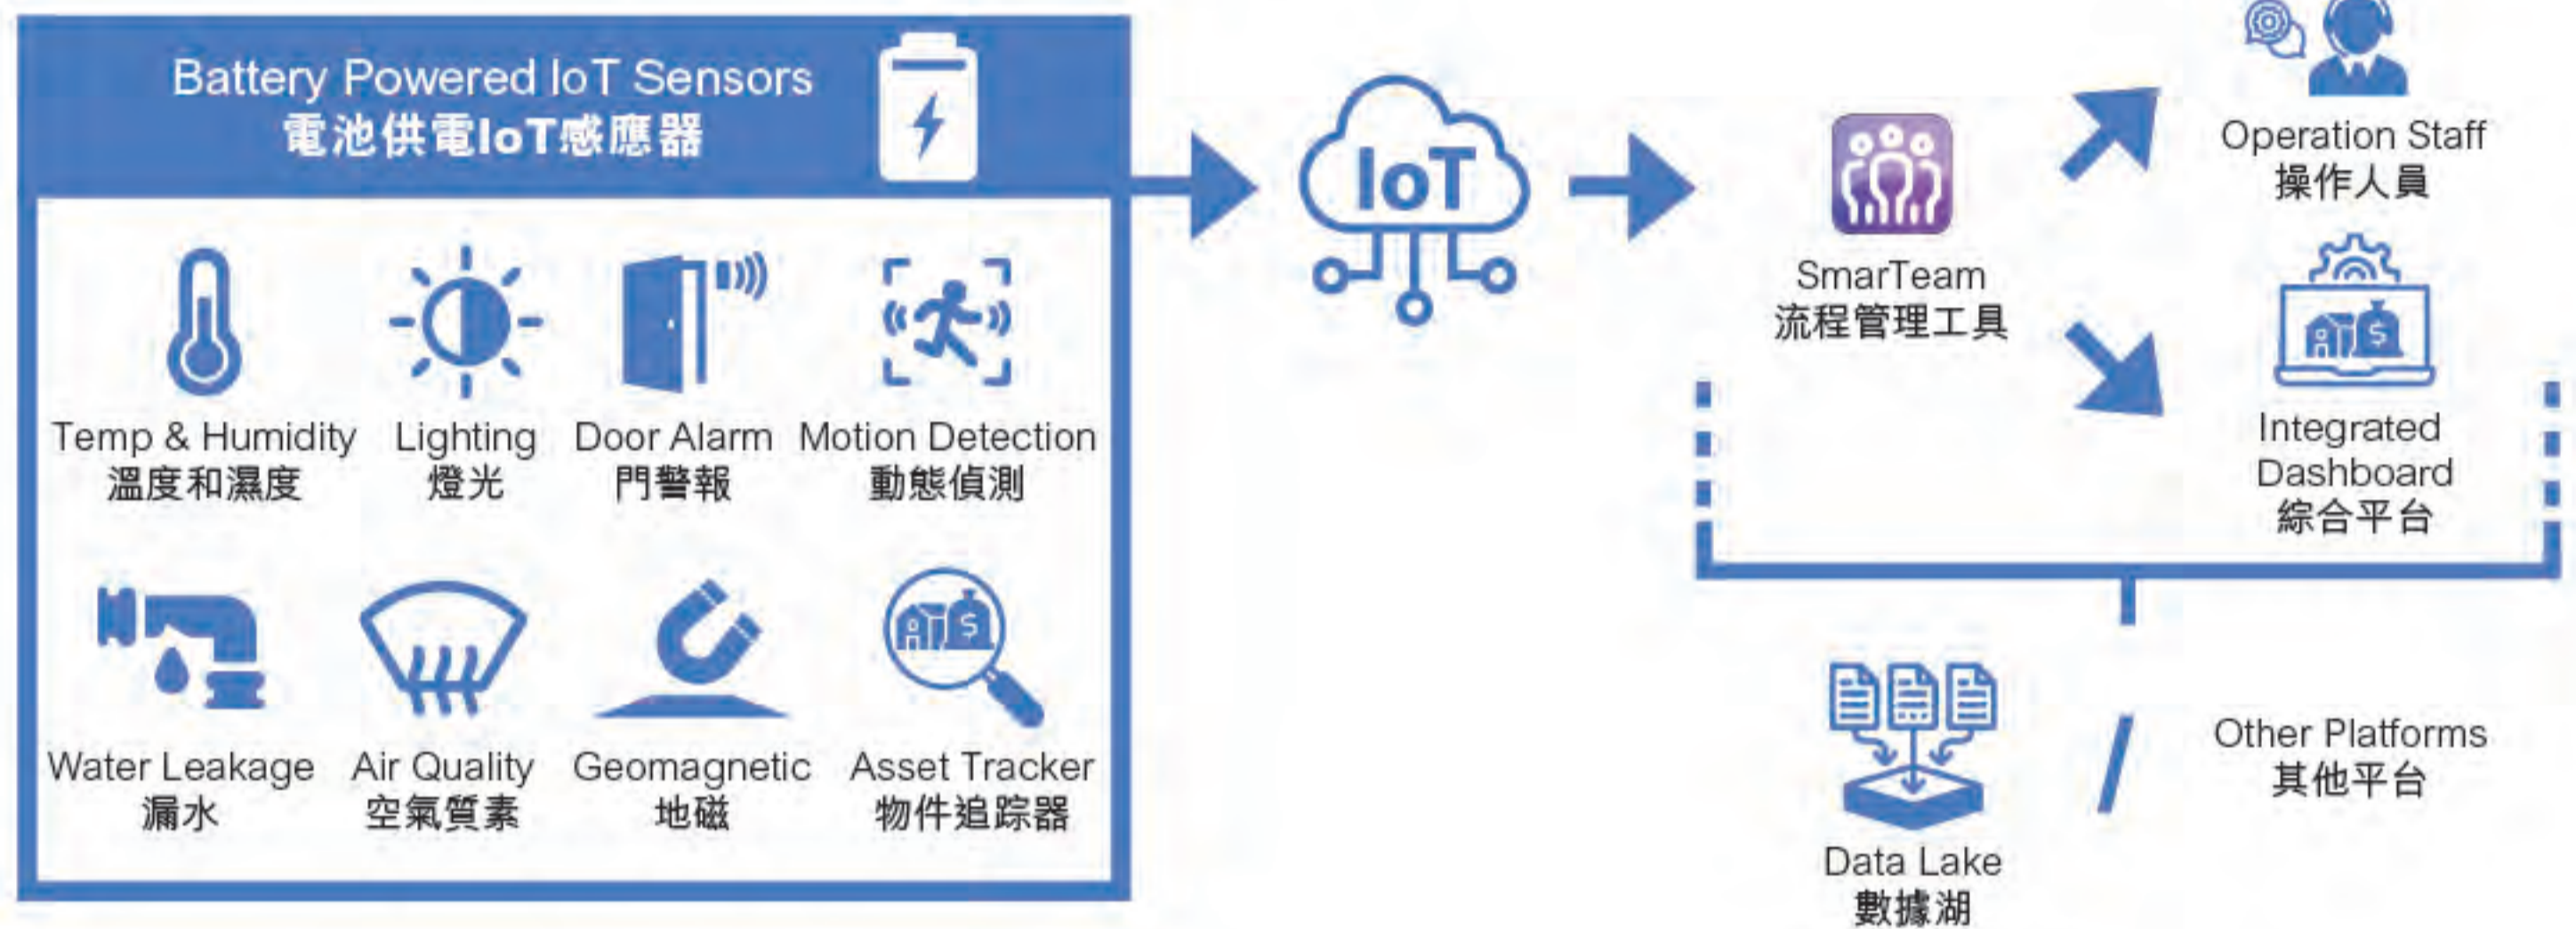 Battery Powered IoT Sensors
電池供電IoT感應器
Temp & Humidity
溫度和濕度
Lighting
燈光
Door Alarm
門警報
Motion Detection
動態偵測
Water Leakage
漏水
Air Quality
空氣質素
Geomagnetic
地磁
Asset Tracker
物件追踪器
IoT
SmarTeam
流程管理工具
Operation Staff
操作人員
Integrated
Dashboard
綜合平台
Data Lake
數據湖
/
Other Platforms
其他平台